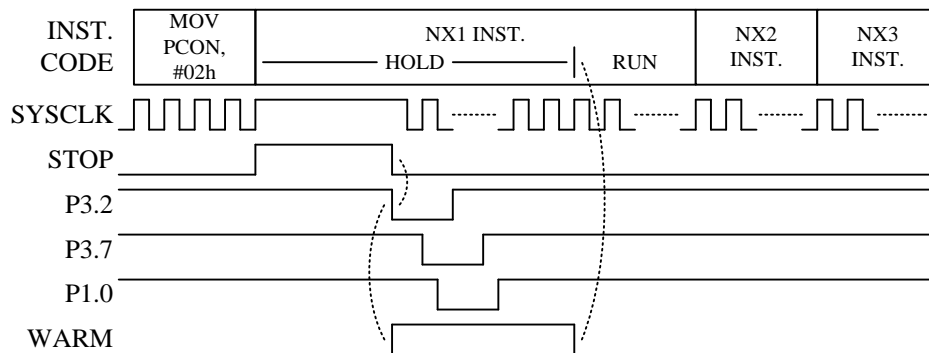 INST.
CODE
MOV
PCON,
#02h
NX1 INST.
HOLD
RUN
NX2
INST.
NX3
INST.
SYSCLK
STOP
P3.2
P3.7
P1.0
WARM